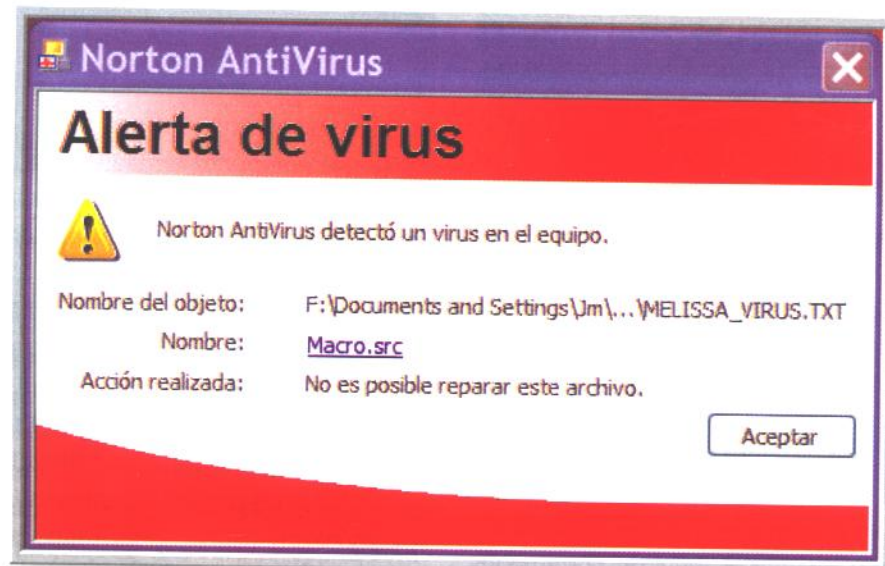 Norton AntiVirus
Alerta de virus
Norton AntiVirus detectó un virus en el equipo.
Nombre del objeto: F:\Documents and Settings\Jm\...\MELISSA_VIRUS.TXT
Nombre: Macro.src
Acción realizada: No es posible reparar este archivo.
Aceptar